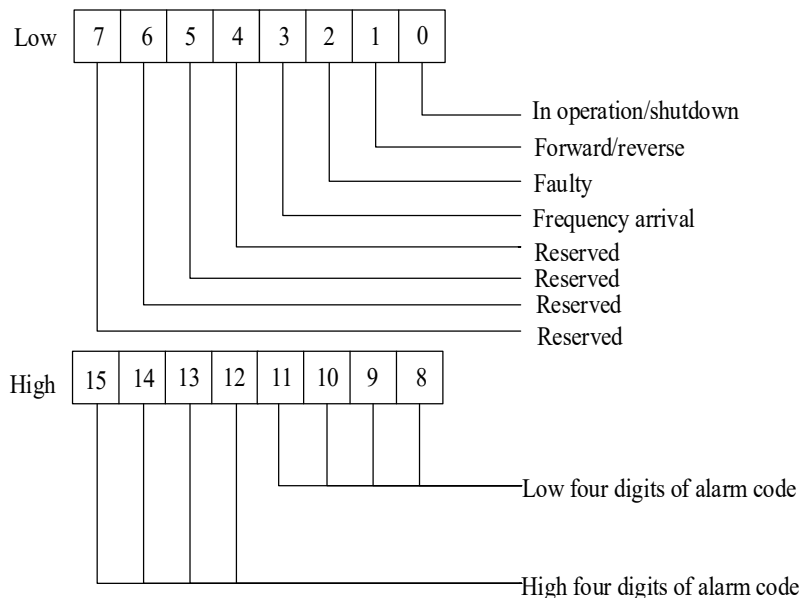 Low 7 6 5 4 3 2 1 0
In operation/shutdown
Forward/reverse
Faulty
Frequency arrival
Reserved
Reserved
Reserved
Reserved
High 15 14 13 12 11 10 9 8
Low four digits of alarm code
High four digits of alarm code